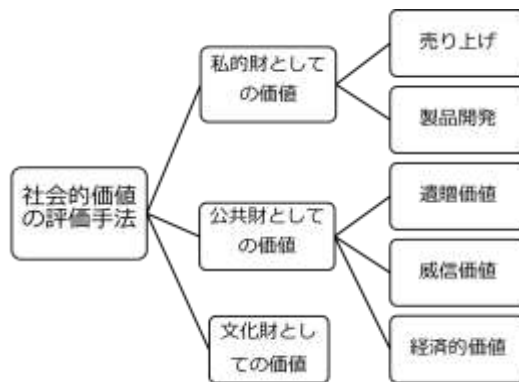 社会的価値
の評価手法
私的財として
の価値
売り上げ
製品開発
公共財として
の価値
遺贈価値
威信価値
経済的価値
文化財とし
ての価値